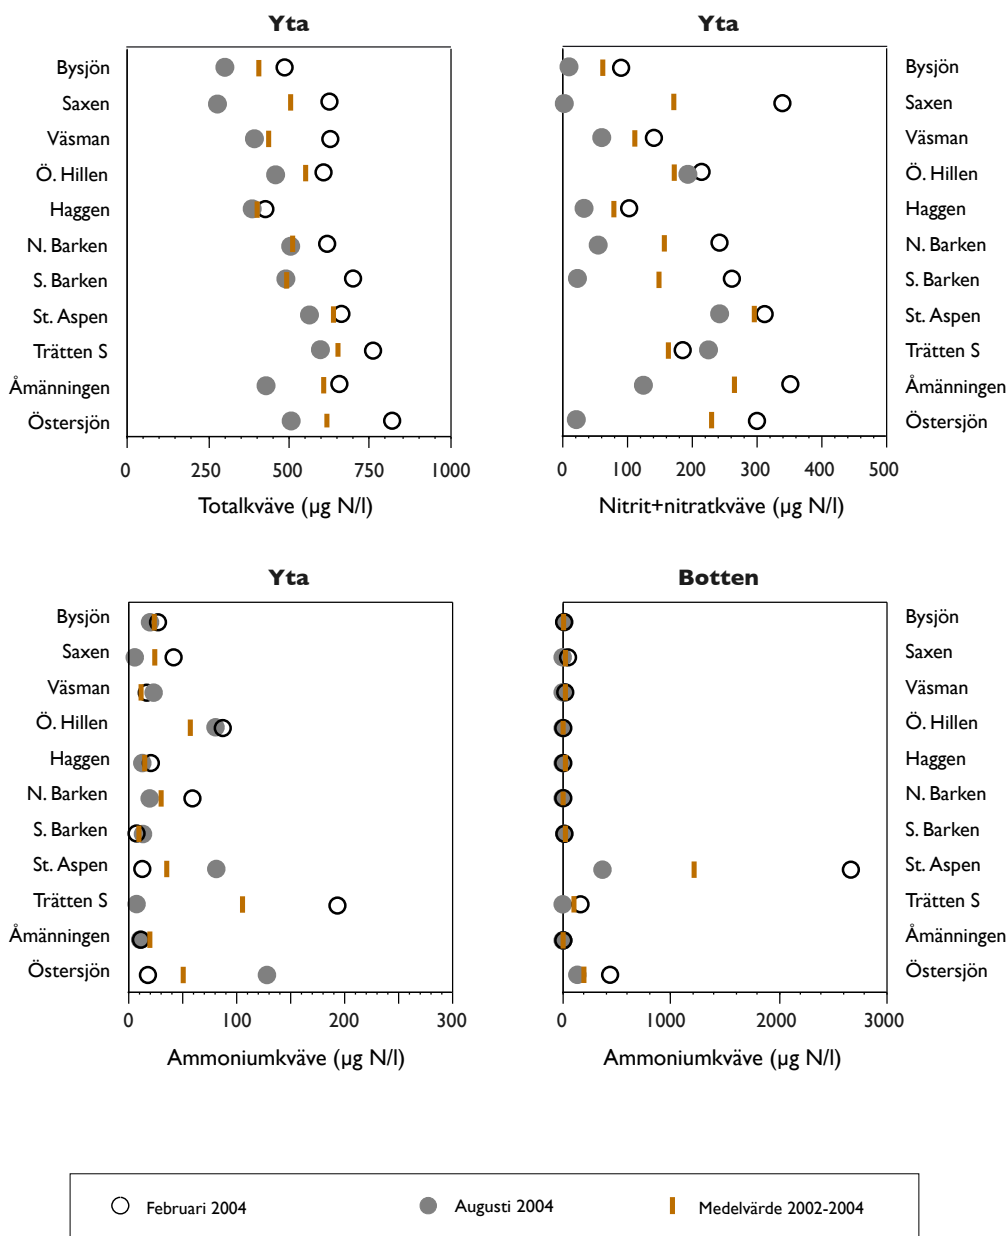 Yta
Bysjön
Saxen
Väsman
Ö. Hillen
Haggen
N. Barken
S. Barken
St. Aspen
Trätten S
Åmänningen
Östersjön
0 250 500 750 1000
Totalkväve (µg N/l)
Yta
Bysjön
Saxen
Väsman
Ö. Hillen
Haggen
N. Barken
S. Barken
St. Aspen
Trätten S
Åmänningen
Östersjön
0 100 200 300 400 500
Nitrit+nitratkväve (µg N/l)
Yta
Bysjön
Saxen
Väsman
Ö. Hillen
Haggen
N. Barken
S. Barken
St. Aspen
Trätten S
Åmänningen
Östersjön
0 100 200 300
Ammoniumkväve (µg N/l)
Botten
Bysjön
Saxen
Väsman
Ö. Hillen
Haggen
N. Barken
S. Barken
St. Aspen
Trätten S
Åmänningen
Östersjön
0 1000 2000 3000
Ammoniumkväve (µg N/l)
Februari 2004
Augusti 2004
Medelvärde 2002-2004